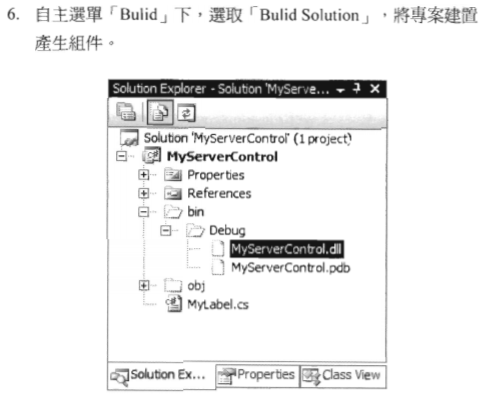 6. 自主選單「Bulid」下，選取「Bulid Solution」，將專案建置
產生組件。
Solution Explorer - Solution 'MyServe...
Solution 'MyServerControl' (1 project)
MyServerControl
Properties
References
bin
Debug
MyServerControl.dll
MyServerControl.pdb
obj
MyLabel.cs
Solution Ex... Properties Class View